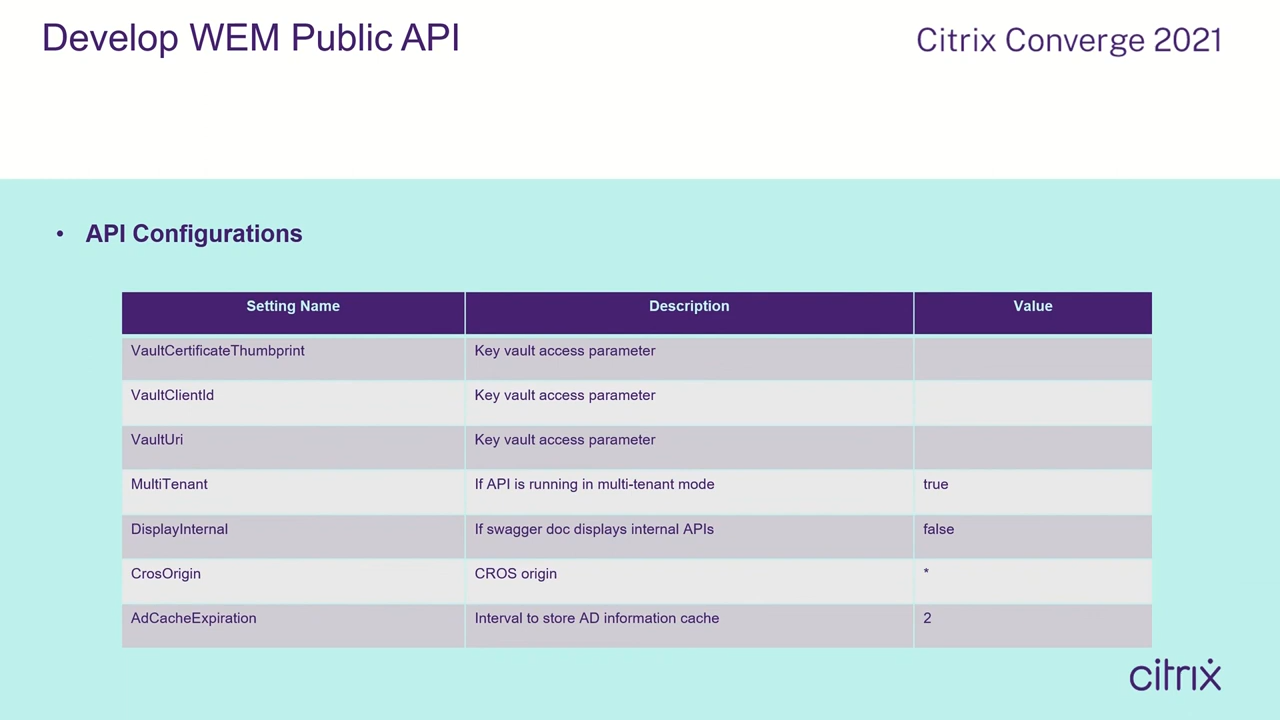 Develop WEM Public API
Citrix Converge 2021
• API Configurations
Setting Name Description Value
VaultCertificateThumbprint Key vault access parameter
VaultClientId Key vault access parameter
VaultUri Key vault access parameter
MultiTenant If API is running in multi-tenant mode true
DisplayInternal If swagger doc displays internal APIs false
CrosOrigin CROS origin *
AdCacheExpiration Interval to store AD information cache 2
citrix